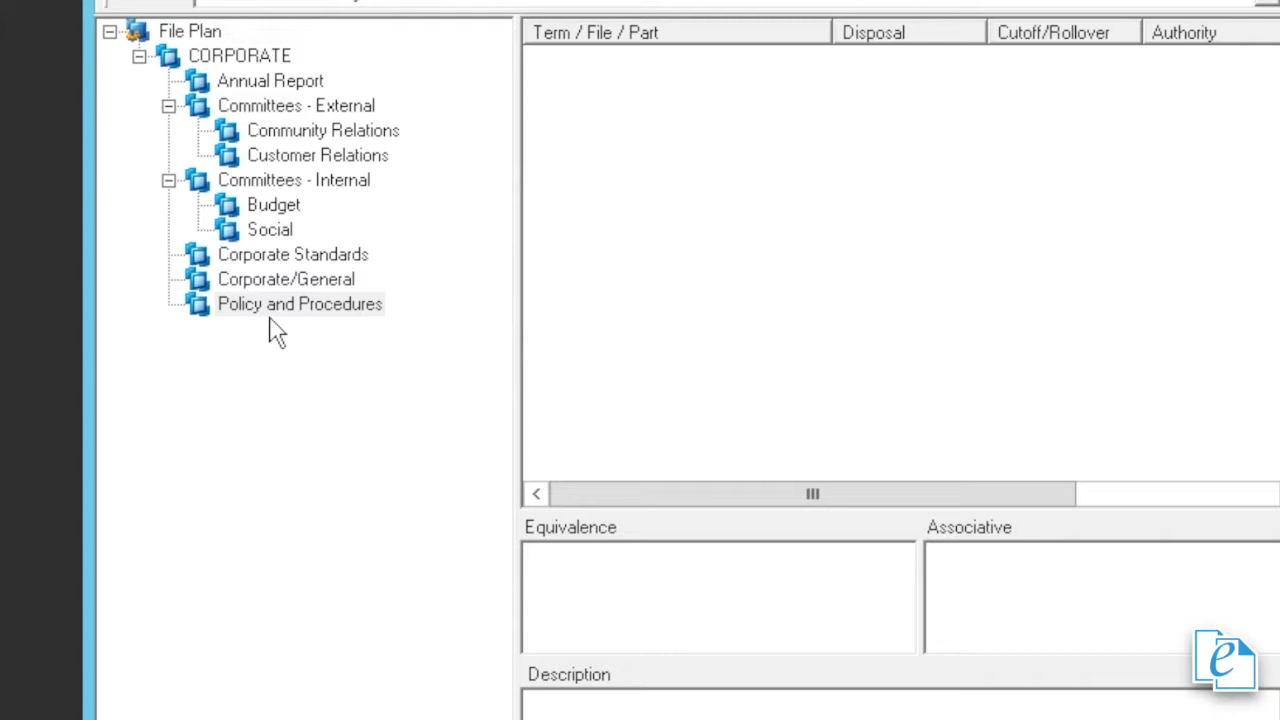 File Plan
CORPORATE
Annual Report
Committees - External
Community Relations
Customer Relations
Committees - Internal
Budget
Social
Corporate Standards
Corporate/General
Policy and Procedures
Term / File / Part Disposal Cutoff/Rollover Authority
Equivalence Associative
Description
e